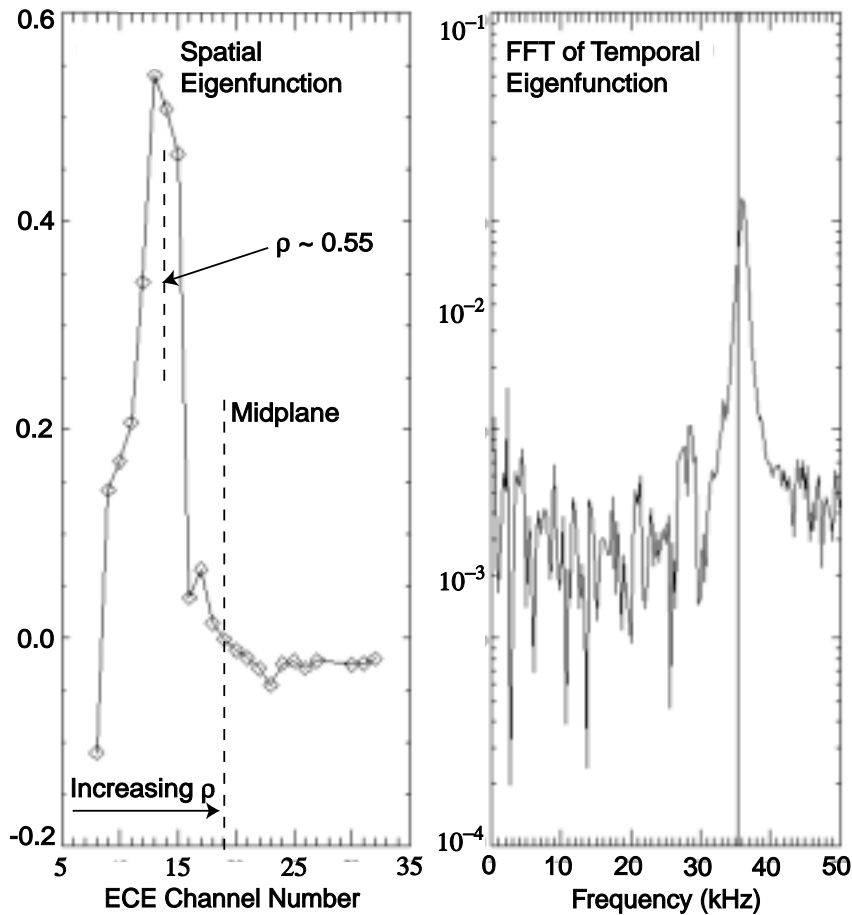 0.6
0.4
0.2
0.0
-0.2
Spatial
Eigenfunction
ρ ~ 0.55
Midplane
Increasing ρ
5 15 25 35
ECE Channel Number
10⁻¹
10⁻²
10⁻³
10⁻⁴
FFT of Temporal
Eigenfunction
0 10 20 30 40 50
Frequency (kHz)